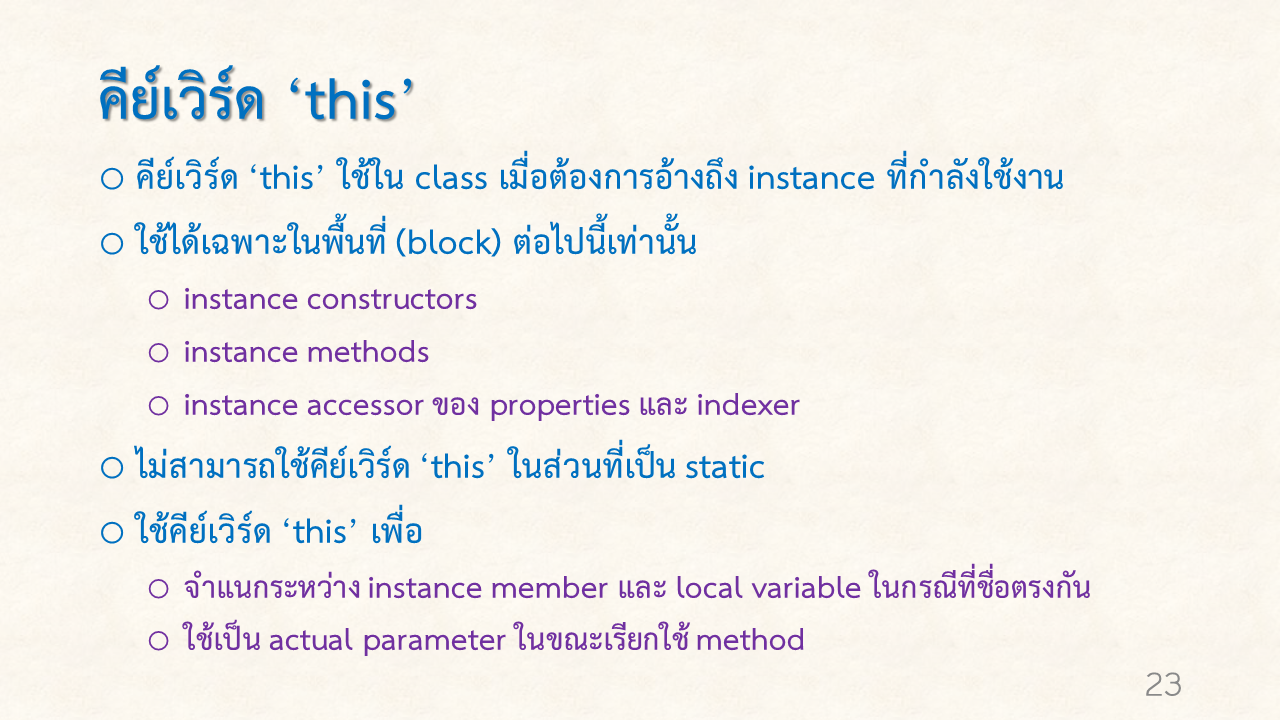 คีย์เวิร์ด ‘this’
คีย์เวิร์ด ‘this’ ใช้ใน class เมื่อต้องการอ้างถึง instance ที่กำลังใช้งาน
ใช้ได้เฉพาะในพื้นที่ (block) ต่อไปนี้เท่านั้น
instance constructors
instance methods
instance accessor ของ properties และ indexer
ไม่สามารถใช้คีย์เวิร์ด ‘this’ ในส่วนที่เป็น static
ใช้คีย์เวิร์ด ‘this’ เพื่อ
จำแนกระหว่าง instance member และ local variable ในกรณีที่ชื่อตรงกัน
ใช้เป็น actual parameter ในขณะเรียกใช้ method
23